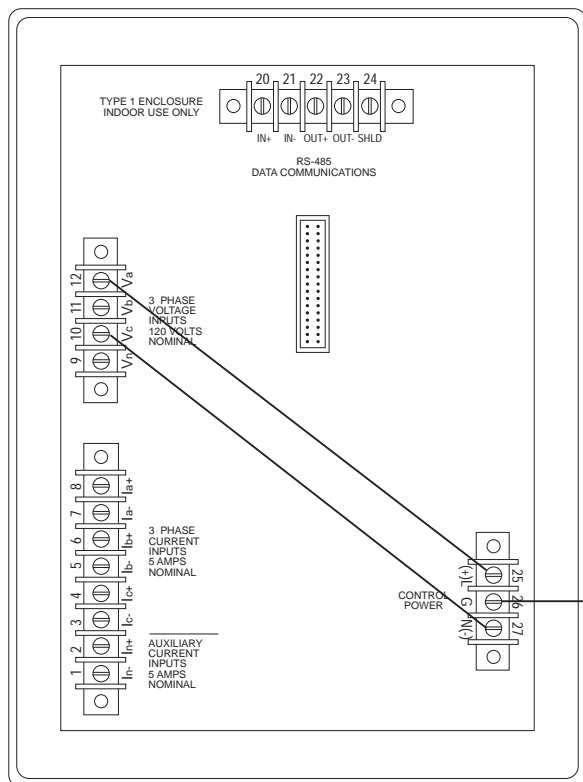 20 21 22 23 24
TYPE 1 ENCLOSURE
INDOOR USE ONLY
IN+ IN- OUT+ OUT- SHLD
RS-485
DATA COMMUNICATIONS
12 Va
11 Vb
10 Vc
9 Vn
3 PHASE
VOLTAGE
INPUTS
120 VOLTS
NOMINAL
8 Ia+
7 Ia-
6 Ib+
5 Ib-
4 Ic+
3 Ic-
2 In+
1 In-
3 PHASE
CURRENT
INPUTS
5 AMPS
NOMINAL
AUXILIARY
CURRENT
INPUTS
5 AMPS
NOMINAL
CONTROL
POWER
(+)L 25
G 26
N(-) 27